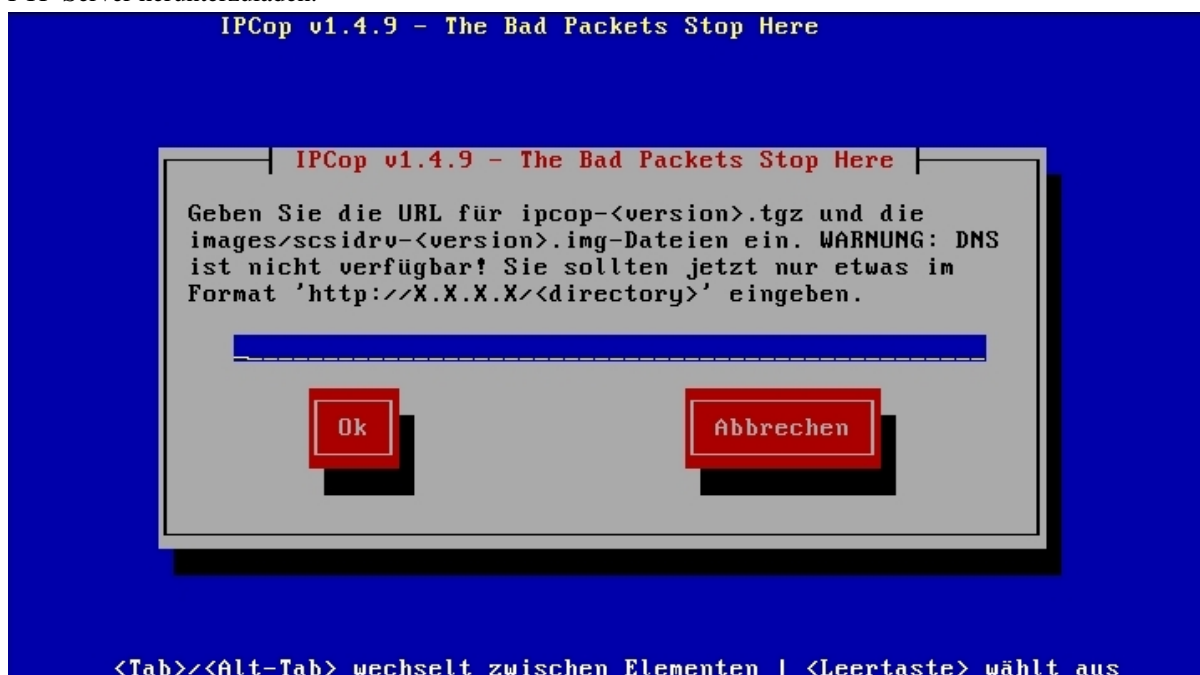 IPCop v1.4.9 - The Bad Packets Stop Here
IPCop v1.4.9 - The Bad Packets Stop Here
Geben Sie die URL für ipcop-<version>.tgz und die
images/scsidrv-<version>.img-Dateien ein. WARNUNG: DNS
ist nicht verfügbar! Sie sollten jetzt nur etwas im
Format 'http://X.X.X.X/<directory>' eingeben.
Ok
Abbrechen
<Tab>/<Alt-Tab> wechselt zwischen Elementen | <Leertaste> wählt aus